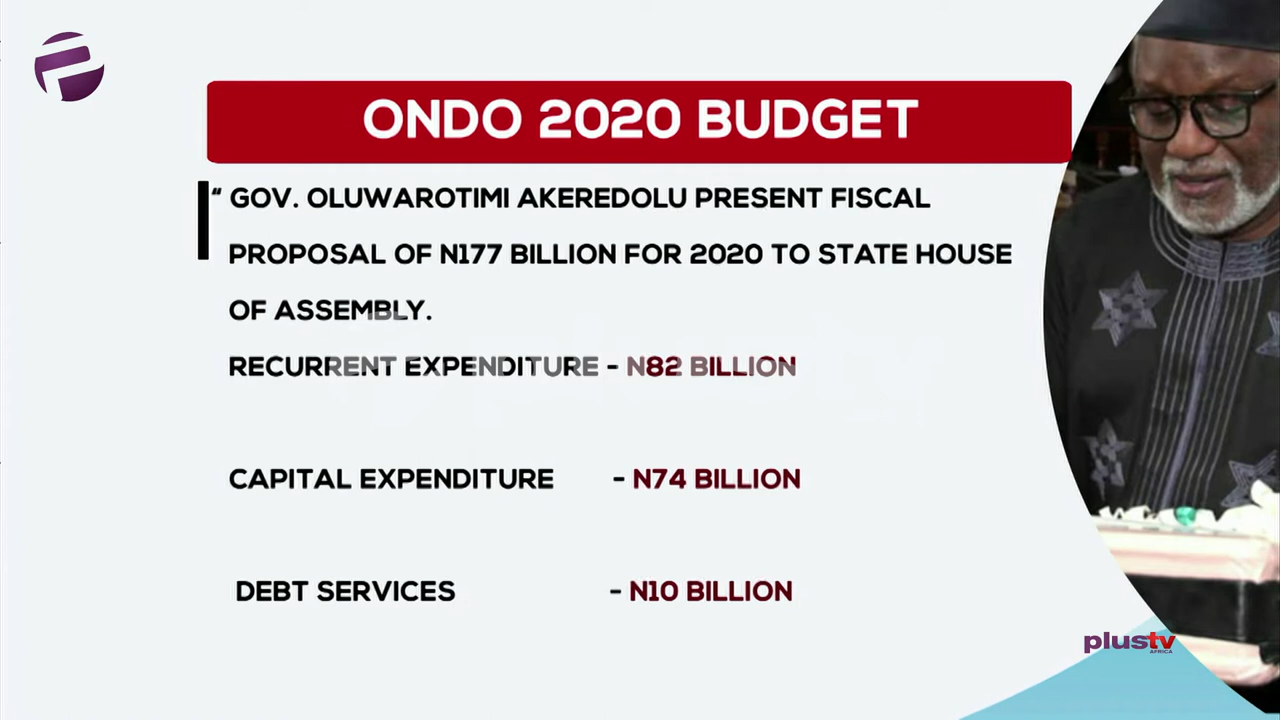 ONDO 2020 BUDGET
“ GOV. OLUWAROTIMI AKEREDOLU PRESENT FISCAL
PROPOSAL OF N177 BILLION FOR 2020 TO STATE HOUSE
OF ASSEMBLY.
RECURRENT EXPENDITURE - N82 BILLION
CAPITAL EXPENDITURE - N74 BILLION
DEBT SERVICES - N10 BILLION
plustv
AFRICA